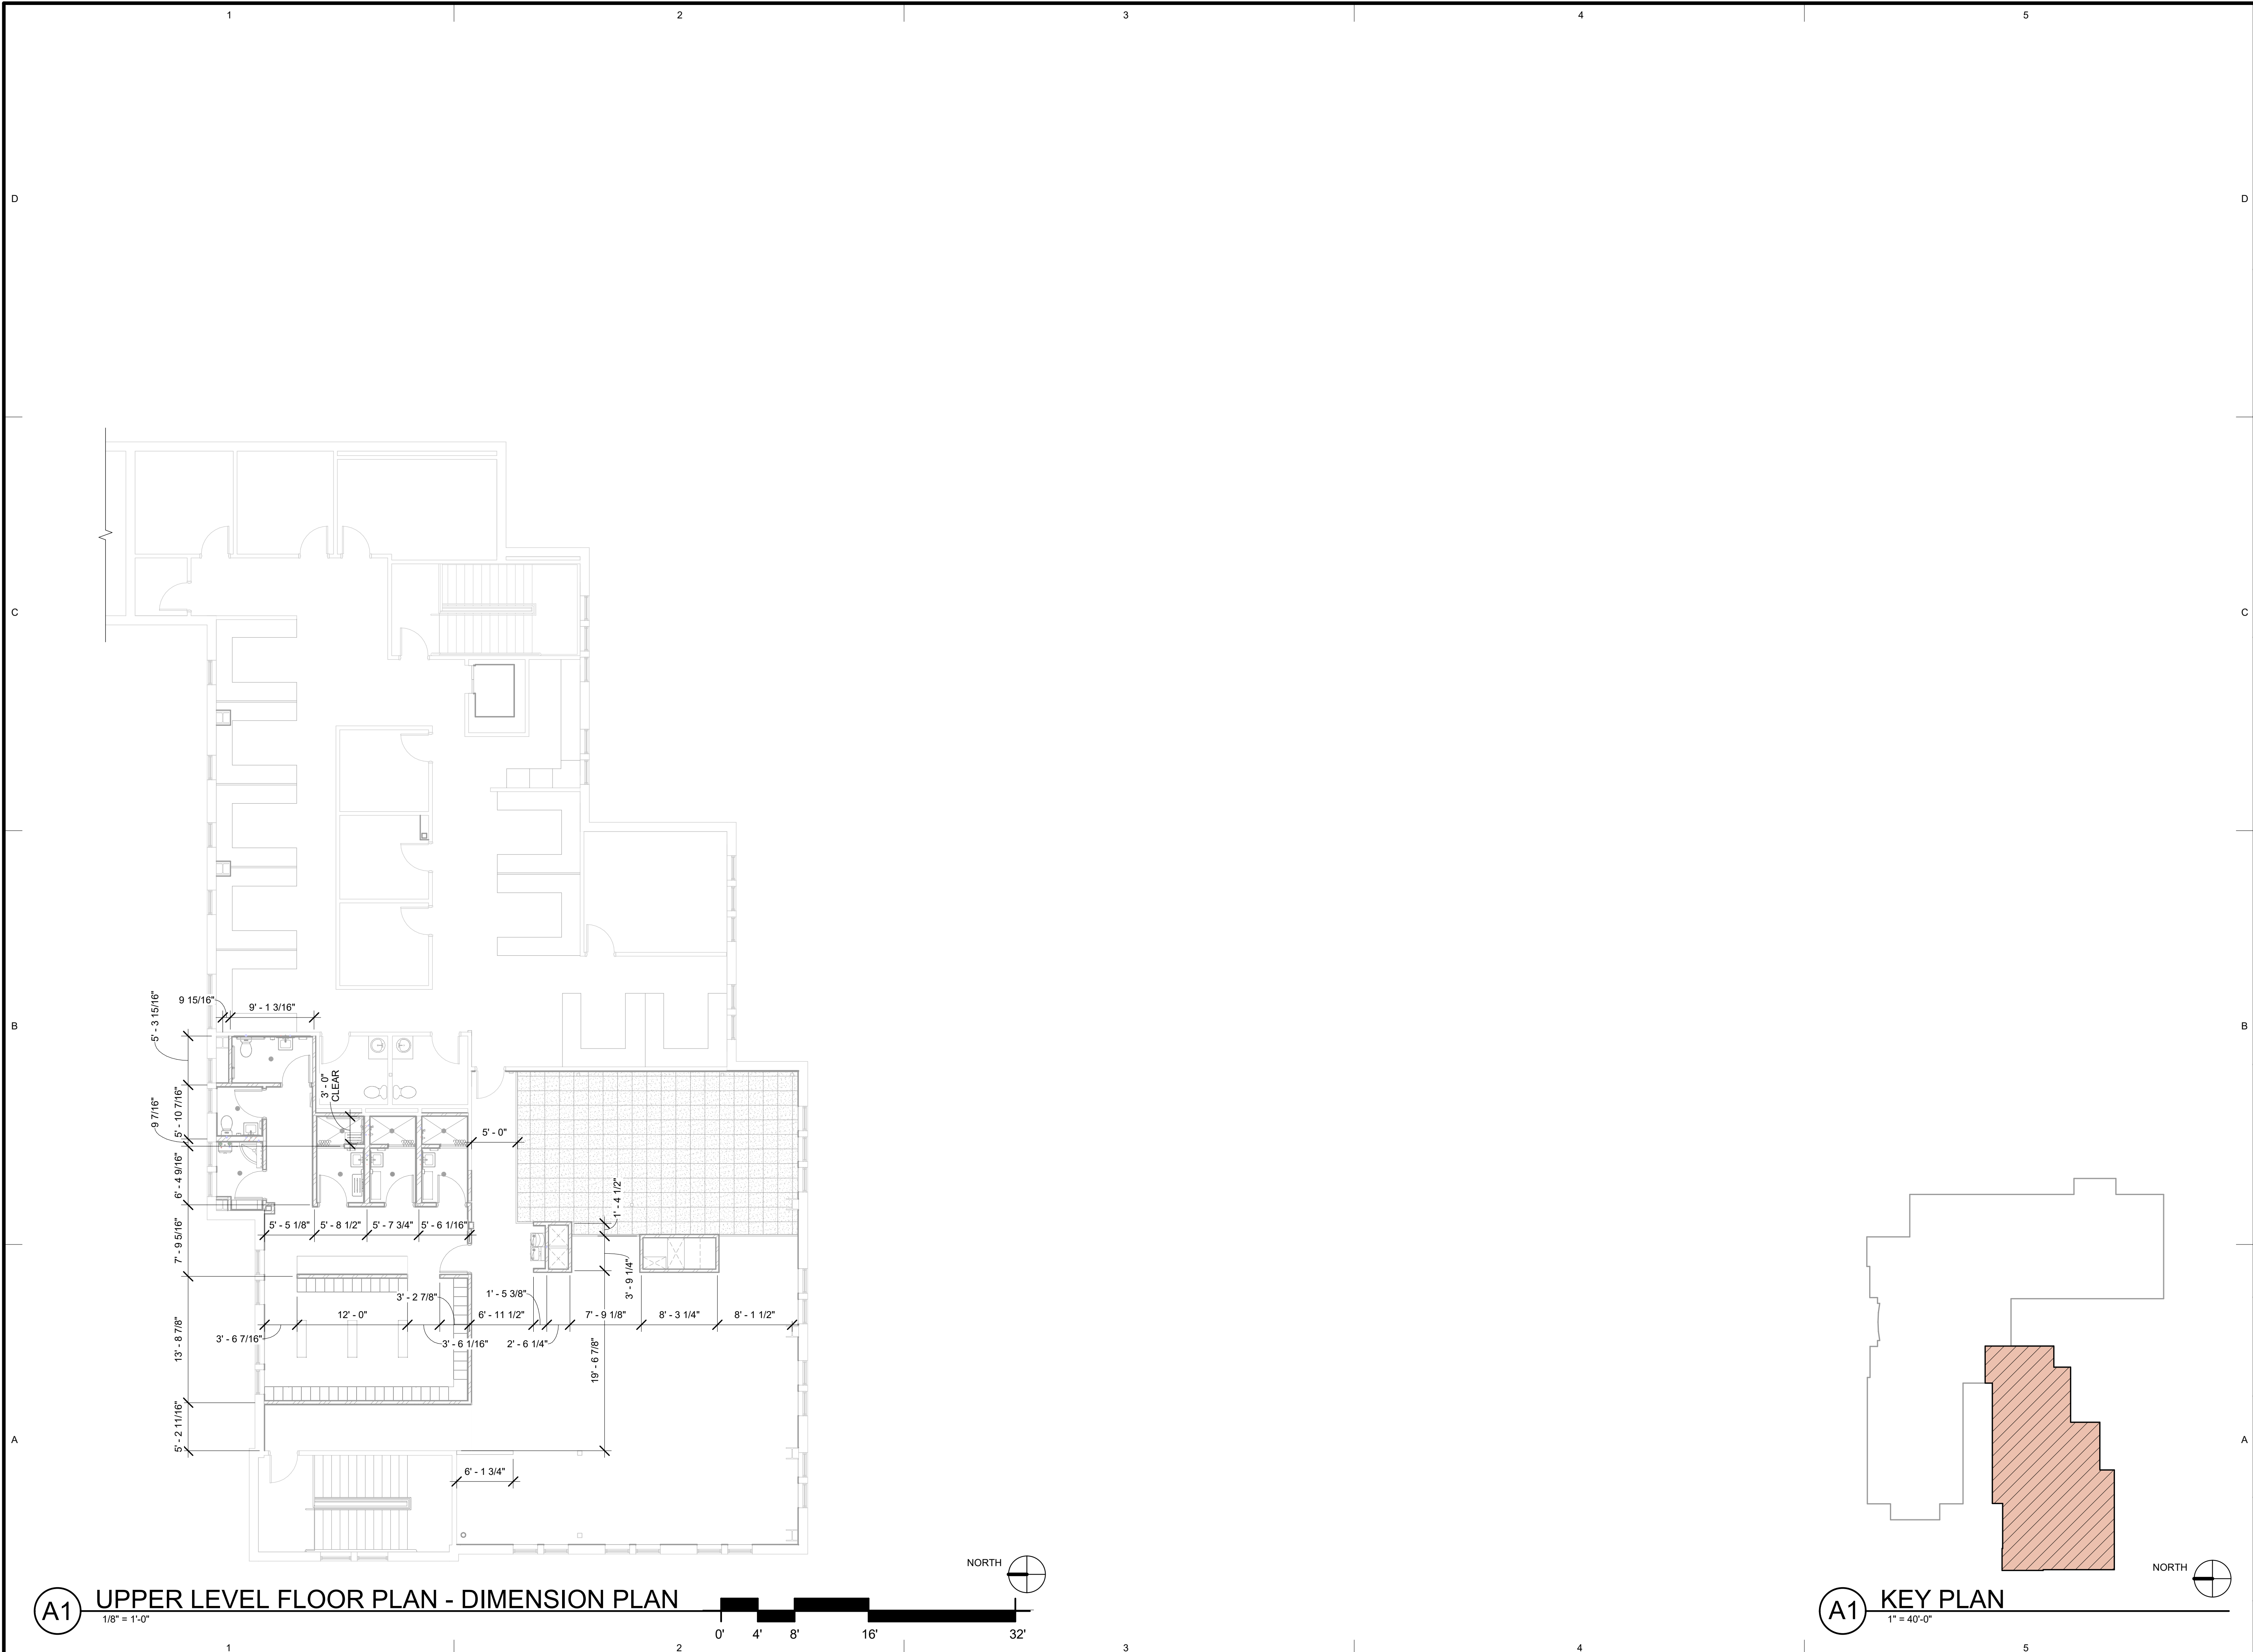 1
2
3
4
5
D
D
C
C
B
B
A
A
5' - 3 15/16"
9 15/16"
9' - 1 3/16"
3' - 0"
CLEAR
9 7/16"
5' - 10 7/16"
5' - 0"
6' - 4 9/16"
1' - 4 1/2"
5' - 5 1/8"
5' - 8 1/2"
5' - 7 3/4"
5' - 6 1/16"
7' - 9 5/16"
3' - 9 1/4"
3' - 2 7/8"
1' - 5 3/8"
12' - 0"
6' - 11 1/2"
7' - 9 1/8"
8' - 3 1/4"
8' - 1 1/2"
3' - 6 7/16"
3' - 6 1/16"
2' - 6 1/4"
13' - 8 7/8"
19' - 6 7/8"
5' - 2 11/16"
6' - 1 3/4"
NORTH
A1
UPPER LEVEL FLOOR PLAN - DIMENSION PLAN
1/8" = 1'-0"
0'
4'
8'
16'
32'
NORTH
A1
KEY PLAN
1" = 40'-0"
1
2
3
4
5